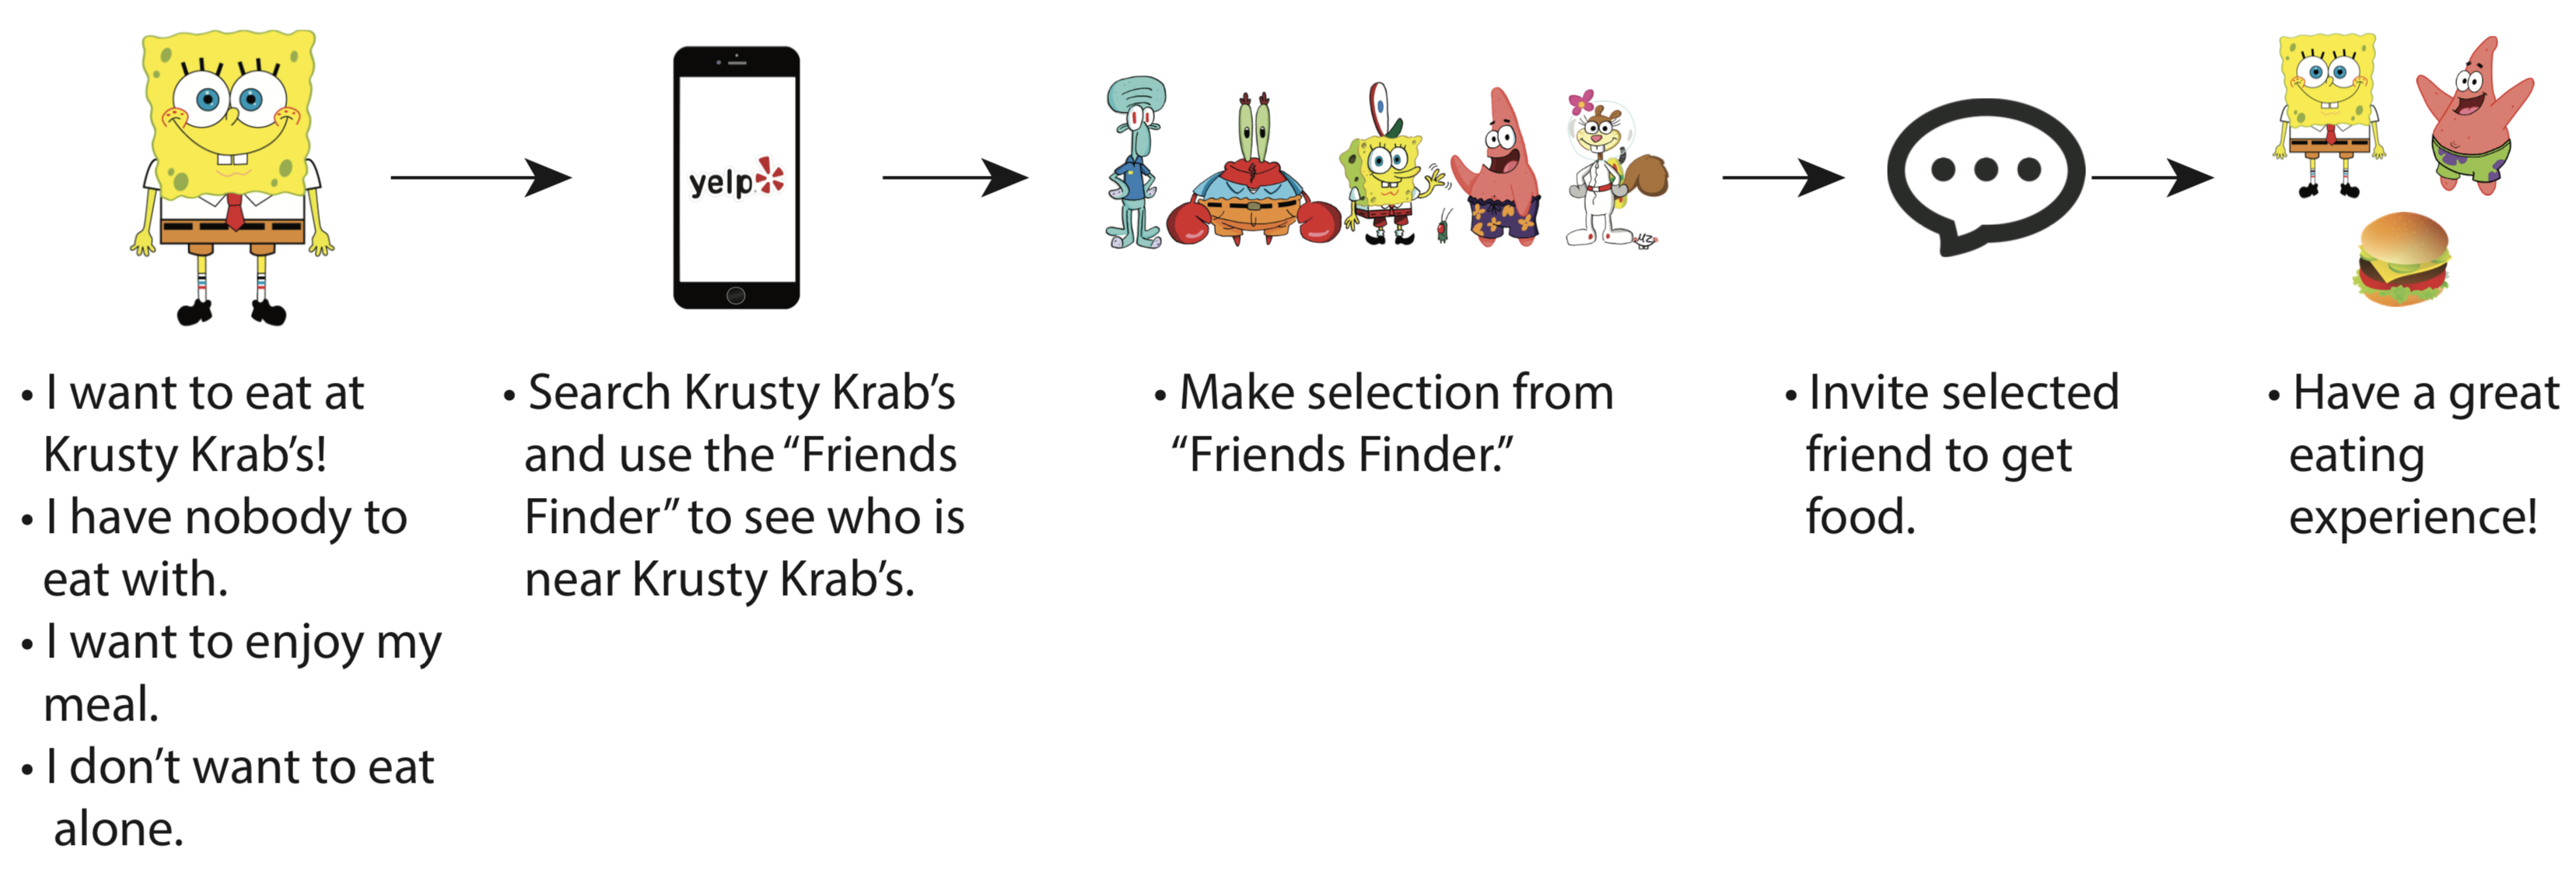 yelp
• I want to eat at
Krusty Krab's!
• I have nobody to
eat with.
• I want to enjoy my
meal.
• I don't want to eat
alone.
• Search Krusty Krab's
and use the “Friends
Finder” to see who is
near Krusty Krab's.
• Make selection from
“Friends Finder.”
• Invite selected
friend to get
food.
• Have a great
eating
experience!